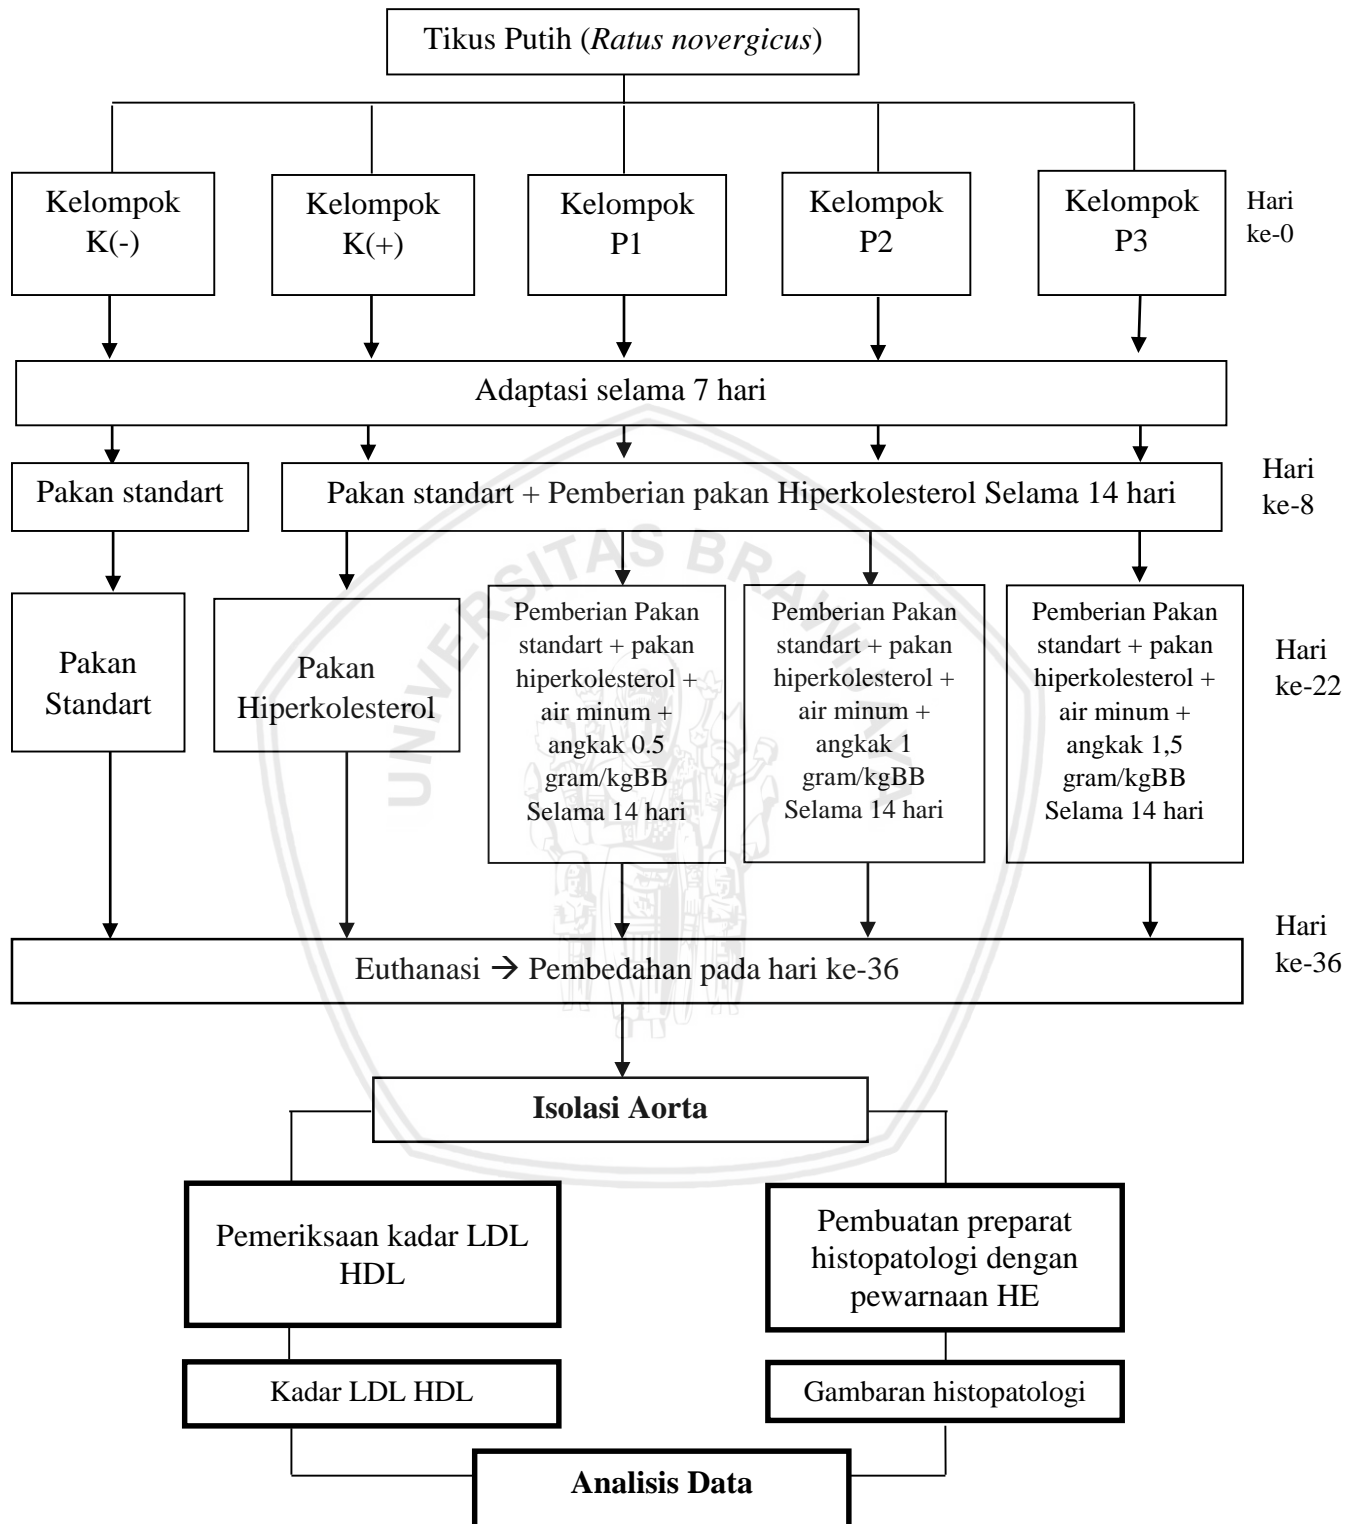 Tikus Putih (Ratus novergicus)
Kelompok
K(-)
Kelompok
K(+)
Kelompok
P1
Kelompok
P2
Kelompok
P3
Hari
ke-0
Adaptasi selama 7 hari
Pakan standart
Pakan standart + Pemberian pakan Hiperkolesterol Selama 14 hari
Hari
ke-8
Pakan
Standart
Pakan
Hiperkolesterol
Pemberian Pakan
standart + pakan
hiperkolesterol +
air minum +
angkak 0.5
gram/kgBB
Selama 14 hari
Pemberian Pakan
standart + pakan
hiperkolesterol +
air minum +
angkak 1
gram/kgBB
Selama 14 hari
Pemberian Pakan
standart + pakan
hiperkolesterol +
air minum +
angkak 1,5
gram/kgBB
Selama 14 hari
Hari
ke-22
UNIVERSITAS BRAWIJAYA
Euthanasi → Pembedahan pada hari ke-36
Hari
ke-36
Isolasi Aorta
Pemeriksaan kadar LDL
HDL
Pembuatan preparat
histopatologi dengan
pewarnaan HE
Kadar LDL HDL
Gambaran histopatologi
Analisis Data